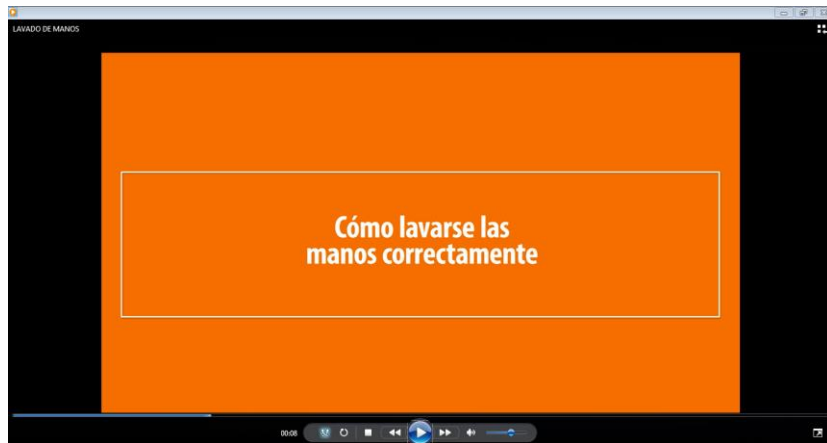 LAVADO DE MANOS
Cómo lavarse las
manos correctamente
00:08